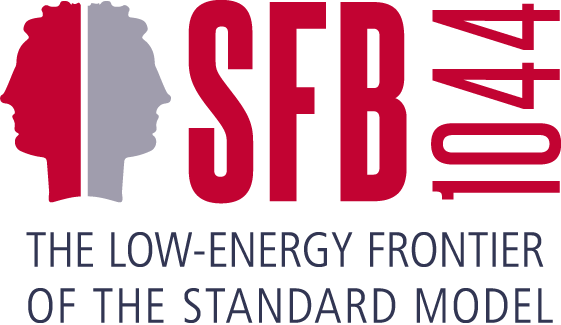 SFB 1044
THE LOW-ENERGY FRONTIER
OF THE STANDARD MODEL